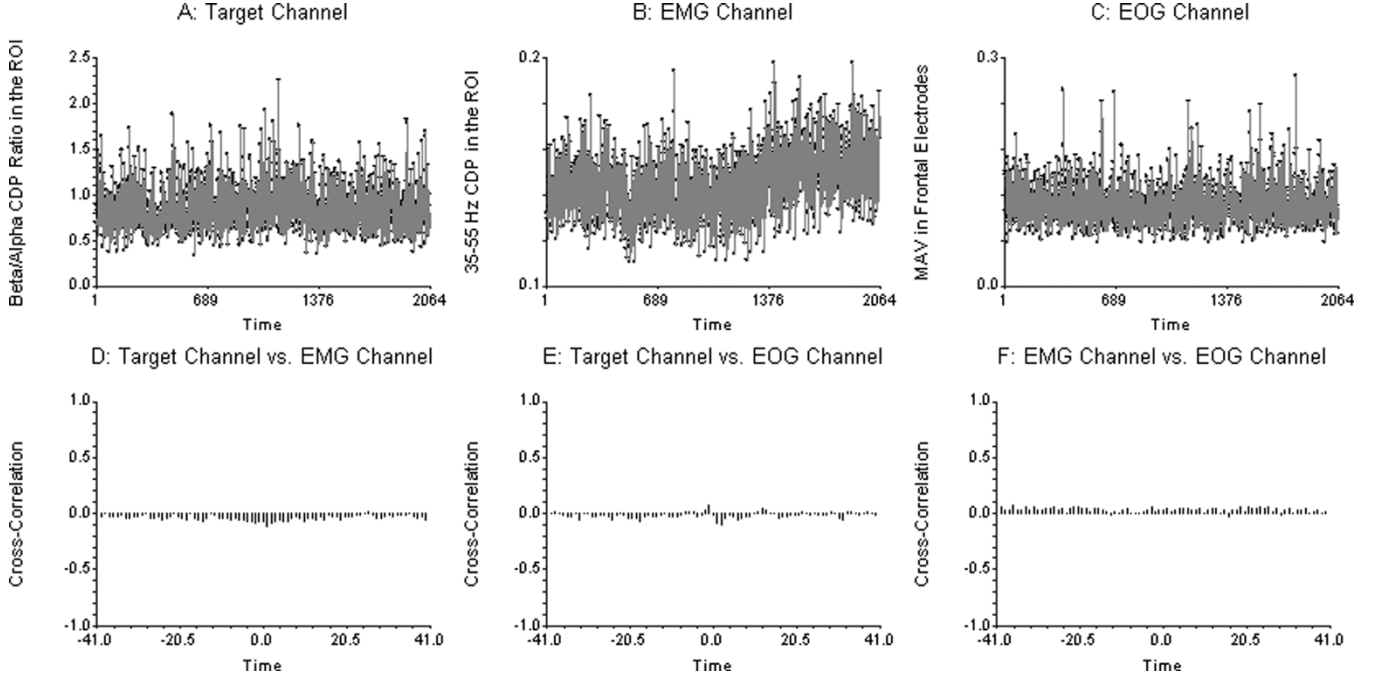 A: Target Channel
Beta/Alpha CDP Ratio in the ROI
2.5
2.0
1.5
1.0
0.5
0.0
1
689
1376
2064
Time
B: EMG Channel
35-55 Hz CDP in the ROI
0.2
0.1
1
689
1376
2064
Time
C: EOG Channel
MAV in Frontal Electrodes
0.3
0.0
1
689
1376
2064
Time
D: Target Channel vs. EMG Channel
Cross-Correlation
1.0
0.5
0.0
-0.5
-1.0
-41.0
-20.5
0.0
20.5
41.0
Time
E: Target Channel vs. EOG Channel
Cross-Correlation
1.0
0.5
0.0
-0.5
-1.0
-41.0
-20.5
0.0
20.5
41.0
Time
F: EMG Channel vs. EOG Channel
Cross-Correlation
1.0
0.5
0.0
-0.5
-1.0
-41.0
-20.5
0.0
20.5
41.0
Time